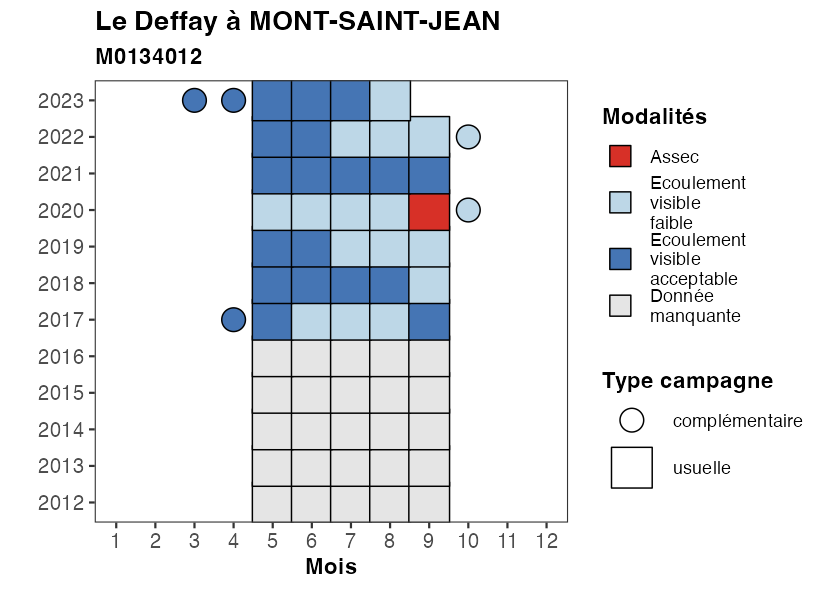 Le Deffay à MONT-SAINT-JEAN
M0134012
2023
2022
2021
2020
2019
2018
2017
2016
2015
2014
2013
2012
1 2 3 4 5 6 7 8 9 10 11 12
Mois
Modalités
Assec
Ecoulement
visible
faible
Ecoulement
visible
acceptable
Donnée
manquante
Type campagne
complémentaire
usuelle